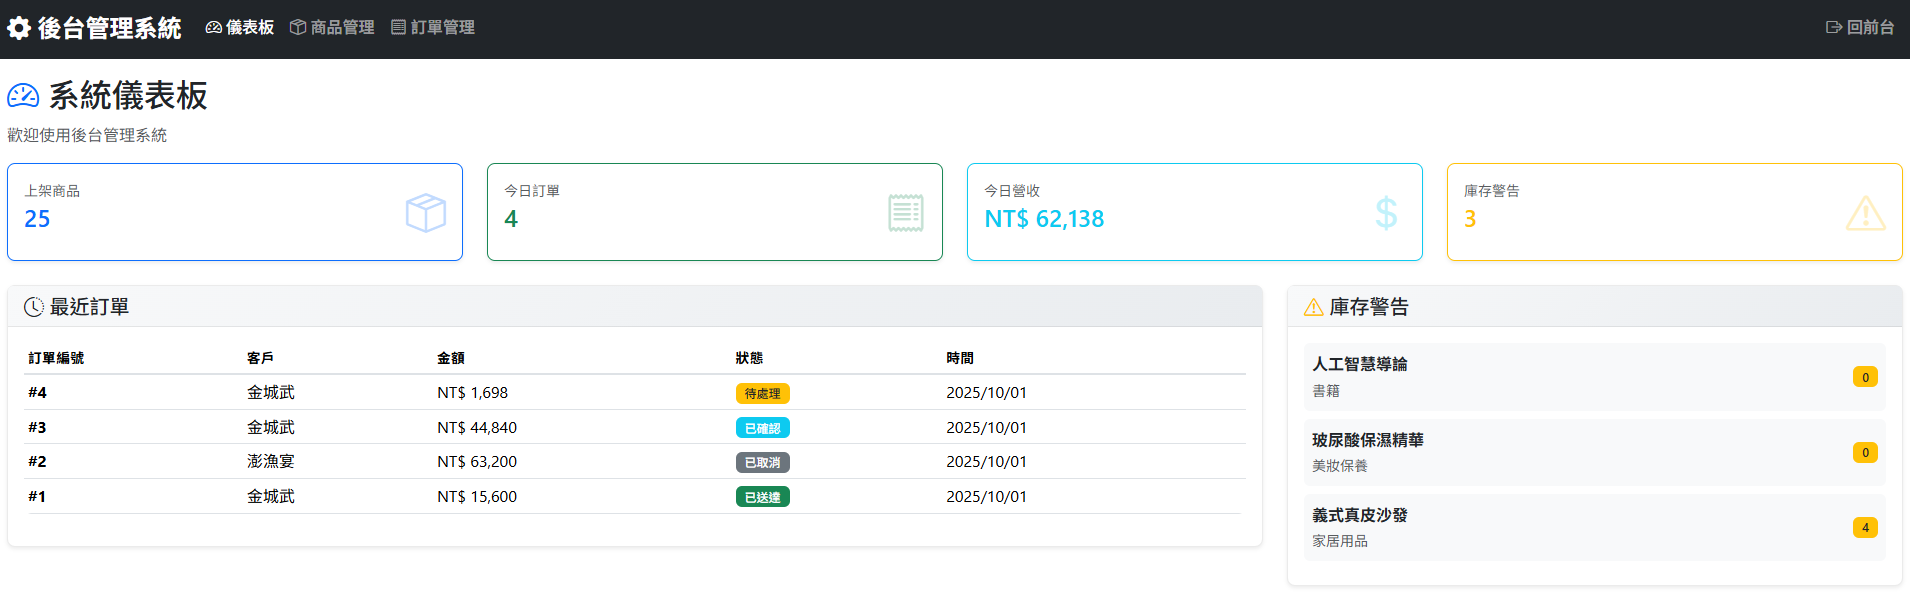 後台管理系統 儀表板 商品管理 訂單管理 回前台
系統儀表板
歡迎使用後台管理系統
上架商品
25
今日訂單
4
今日營收
NT$ 62,138
$
庫存警告
3
最近訂單
訂單編號 客戶 金額 狀態 時間
#4 金城武 NT$ 1,698 待處理 2025/10/01
#3 金城武 NT$ 44,840 已確認 2025/10/01
#2 澎漁宴 NT$ 63,200 已取消 2025/10/01
#1 金城武 NT$ 15,600 已送達 2025/10/01
庫存警告
人工智慧導論
書籍
0
玻尿酸保濕精華
美妝保養
0
義式真皮沙發
家居用品
4